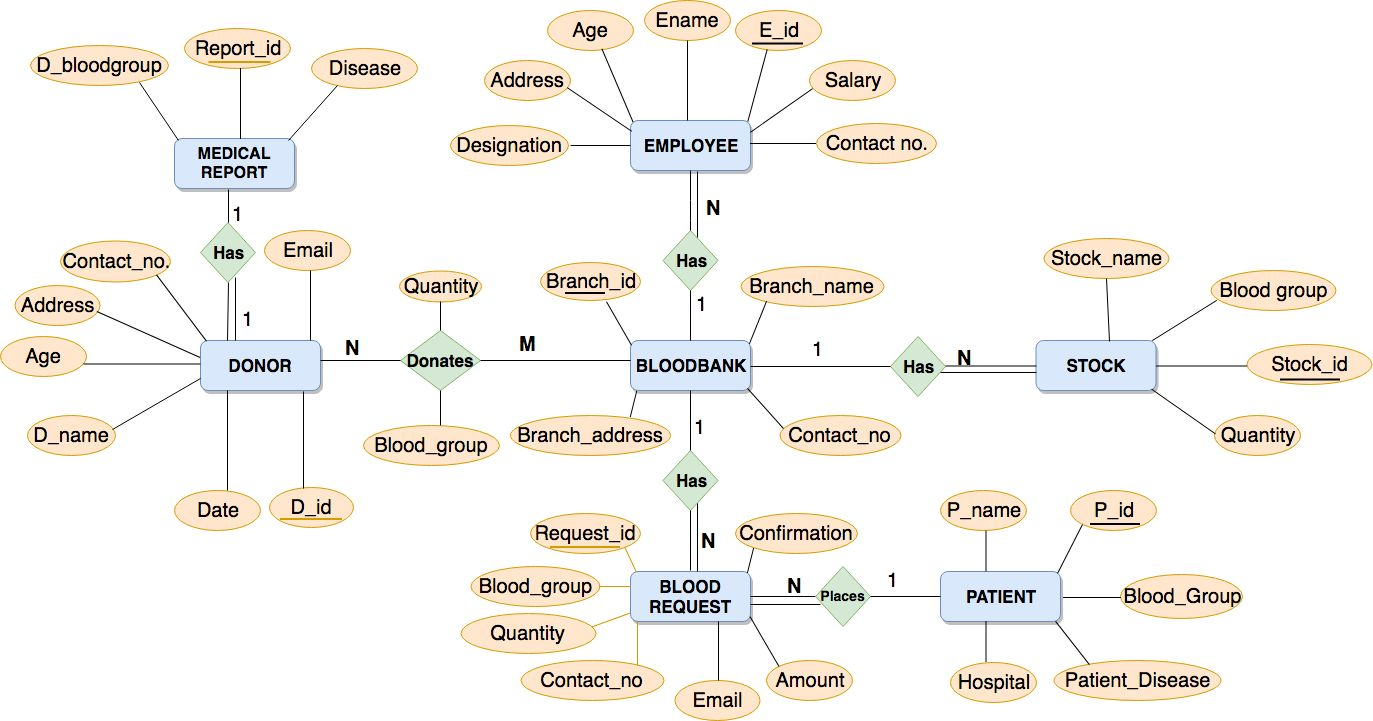 Ename
Age
E_id
Report_id
D_bloodgroup
Disease
Address
Salary
Designation
EMPLOYEE
Contact no.
MEDICAL
REPORT
1
N
Has
Email
Contact_no.
Has
Stock_name
Address
Quantity
Branch_id
Branch_name
Blood group
1
1
Age
DONOR
N
Donates
M
BLOODBANK
1
Has
N
STOCK
Stock_id
D_name
Blood_group
Branch_address
1
Contact_no
Quantity
Has
Date
D_id
P_name
P_id
Request_id
N
Confirmation
Blood_group
BLOOD
REQUEST
N
Places
1
PATIENT
Blood_Group
Quantity
Contact_no
Email
Amount
Hospital
Patient_Disease